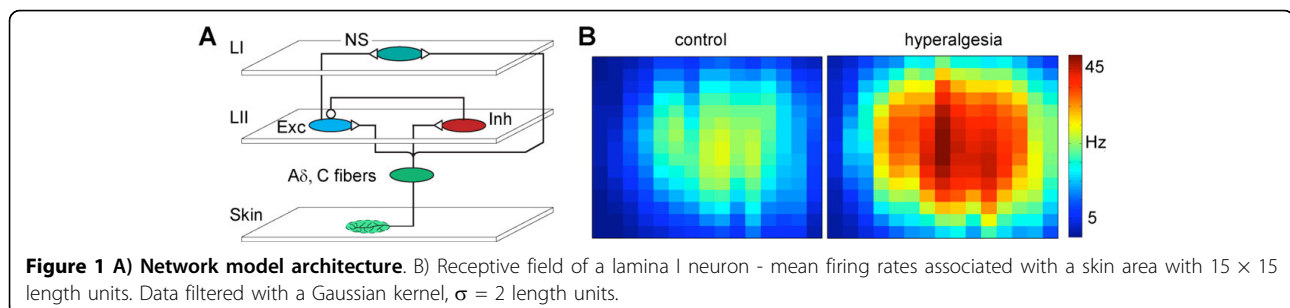 A
LI
NS
LII
Exc
Inh
Aδ, C fibers
Skin
B
control
hyperalgesia
45
Hz
5
Figure 1 A) Network model architecture. B) Receptive field of a lamina I neuron - mean firing rates associated with a skin area with 15 × 15
length units. Data filtered with a Gaussian kernel, σ = 2 length units.